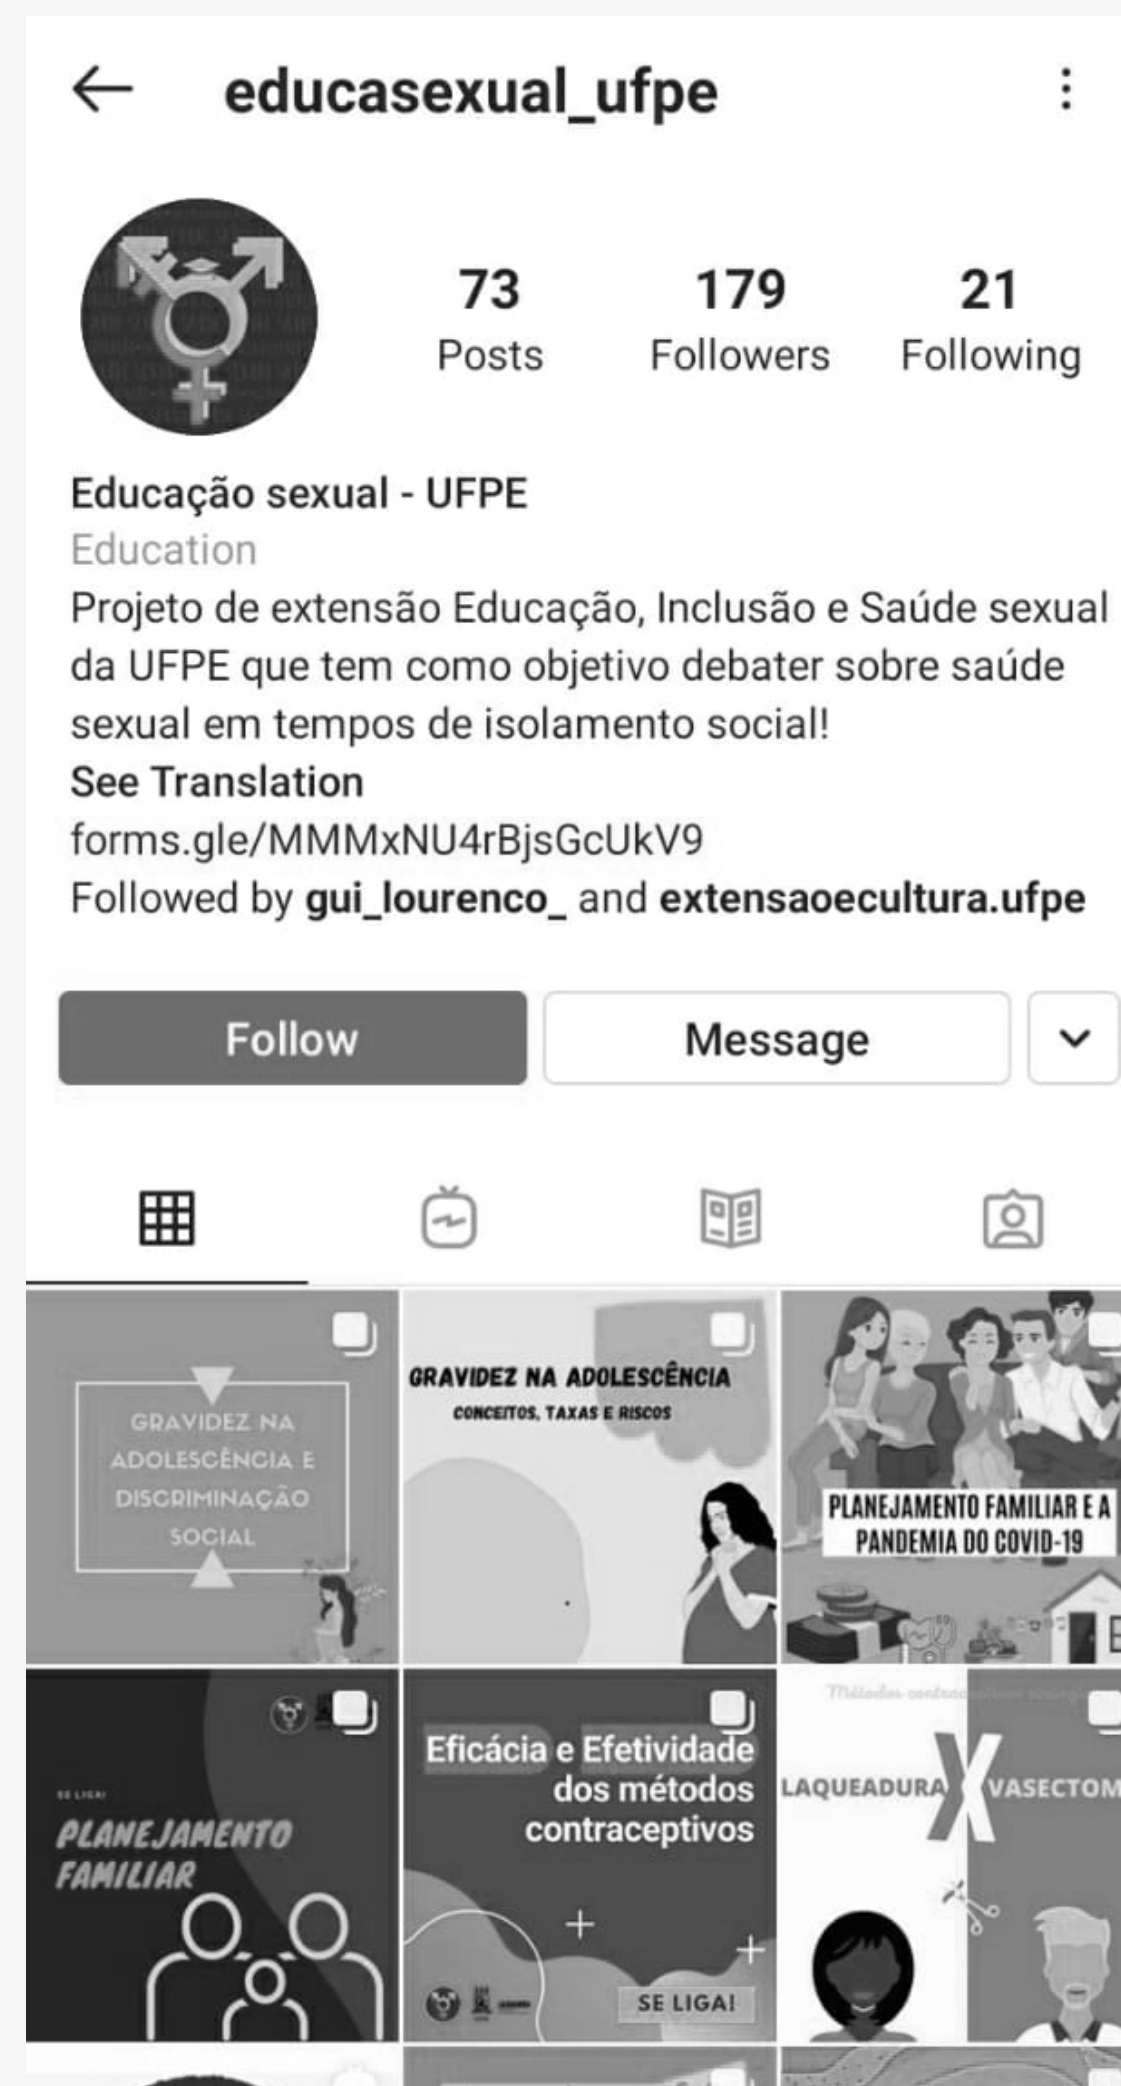 educasexual_ufpe
73
179
21
Posts
Followers
Following
Educação sexual - UFPE
Education
Projeto de extensão Educação, Inclusão e Saúde sexual
da UFPE que tem como objetivo debater sobre saúde
sexual em tempos de isolamento social!
See Translation
forms.gle/MMMxNU4rBjsGcUkV9
Followed by gui_lourenco_ and extensaoecultura.ufpe
Follow
Message
GRAVIDEZ NA
ADOLESCÊNCIA E
DISCRIMINAÇÃO
SOCIAL
GRAVIDEZ NA ADOLESCÊNCIA
CONCEITOS, TAXAS E RISCOS
PLANEJAMENTO FAMILIAR E A
PANDEMIA DO COVID-19
SE LIGA!
PLANEJAMENTO
FAMILIAR
Eficácia e Efetividade
dos métodos
contraceptivos
SE LIGA!
Métodos
LAQUEADURA X VASECTOM